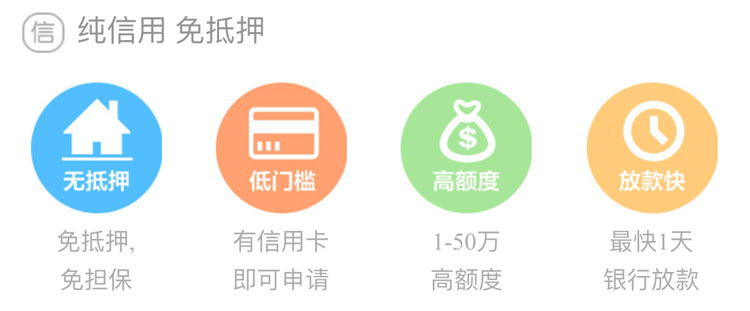 信 纯信用 免抵押
无抵押 低门槛 高额度 放款快
免抵押, 有信用卡 1-50万 最快1天
免担保 即可申请 高额度 银行放款